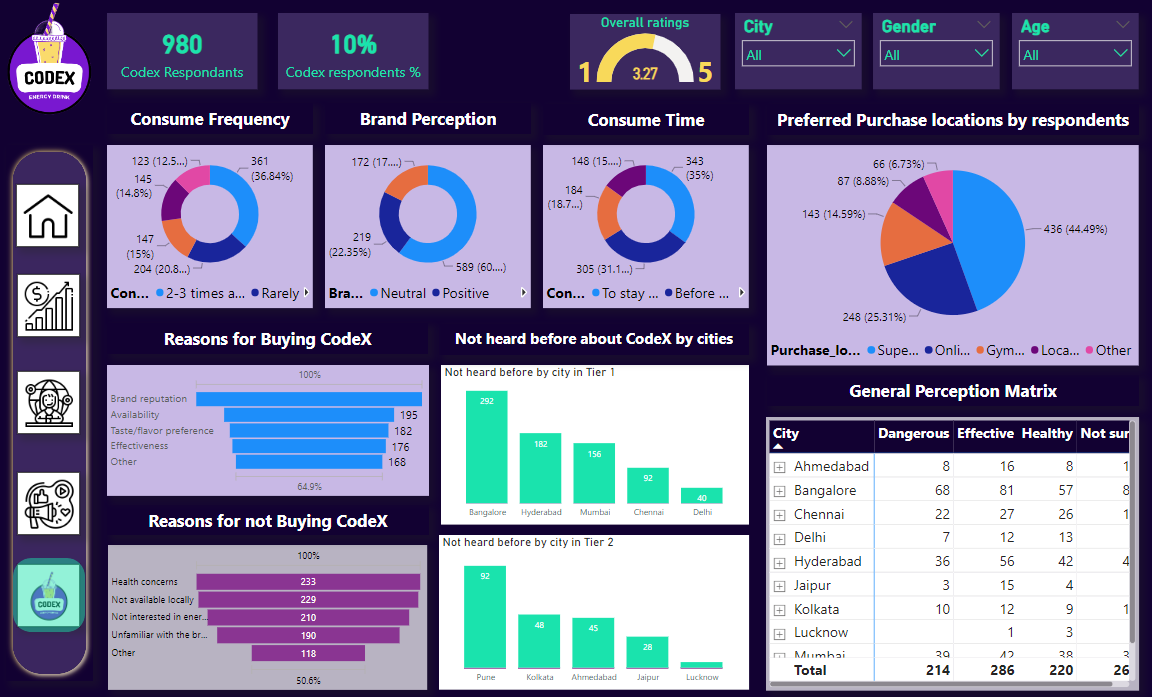 CODEX
ENERGY DRINK
980
Codex Respondants
10%
Codex respondents %
Overall ratings
1
3.27
5
City
All
Gender
All
Age
All
Consume Frequency
123 (12.5...)
361
(36.84%)
145
(14.8%)
147
(15%)
204 (20.8...)
Con... 2-3 times a... Rarely
Brand Perception
172 (17....)
219
(22.35%)
589 (60....)
Bra... Neutral Positive
Consume Time
148 (15....)
343
(35%)
184
(18.7...)
305 (31.1...)
Con... To stay ... Before ...
Preferred Purchase locations by respondents
66 (6.73%)
87 (8.88%)
143 (14.59%)
436 (44.49%)
248 (25.31%)
Purchase_lo... Supe... Onli... Gym... Loca... Other
Reasons for Buying CodeX
100%
Brand reputation
Availability 195
Taste/flavor preference 182
Effectiveness 176
Other 168
64.9%
Reasons for not Buying CodeX
100%
Health concerns 233
Not available locally 229
Not interested in ener... 210
Unfamiliar with the br... 190
Other 118
50.6%
Not heard before about CodeX by cities
Not heard before by city in Tier 1
292
182
156
92
40
Bangalore Hyderabad Mumbai Chennai Delhi
Not heard before by city in Tier 2
92
48
45
28
Pune Kolkata Ahmedabad Jaipur Lucknow
General Perception Matrix
City Dangerous Effective Healthy Not sur
Ahmedabad 8 16 8 1
Bangalore 68 81 57 8
Chennai 22 27 26 1
Delhi 7 12 13
Hyderabad 36 56 42 4
Jaipur 3 15 4
Kolkata 10 12 9 1
Lucknow 1 3
Mumbai 39 42 38 3
Total 214 286 220 26
CODEX